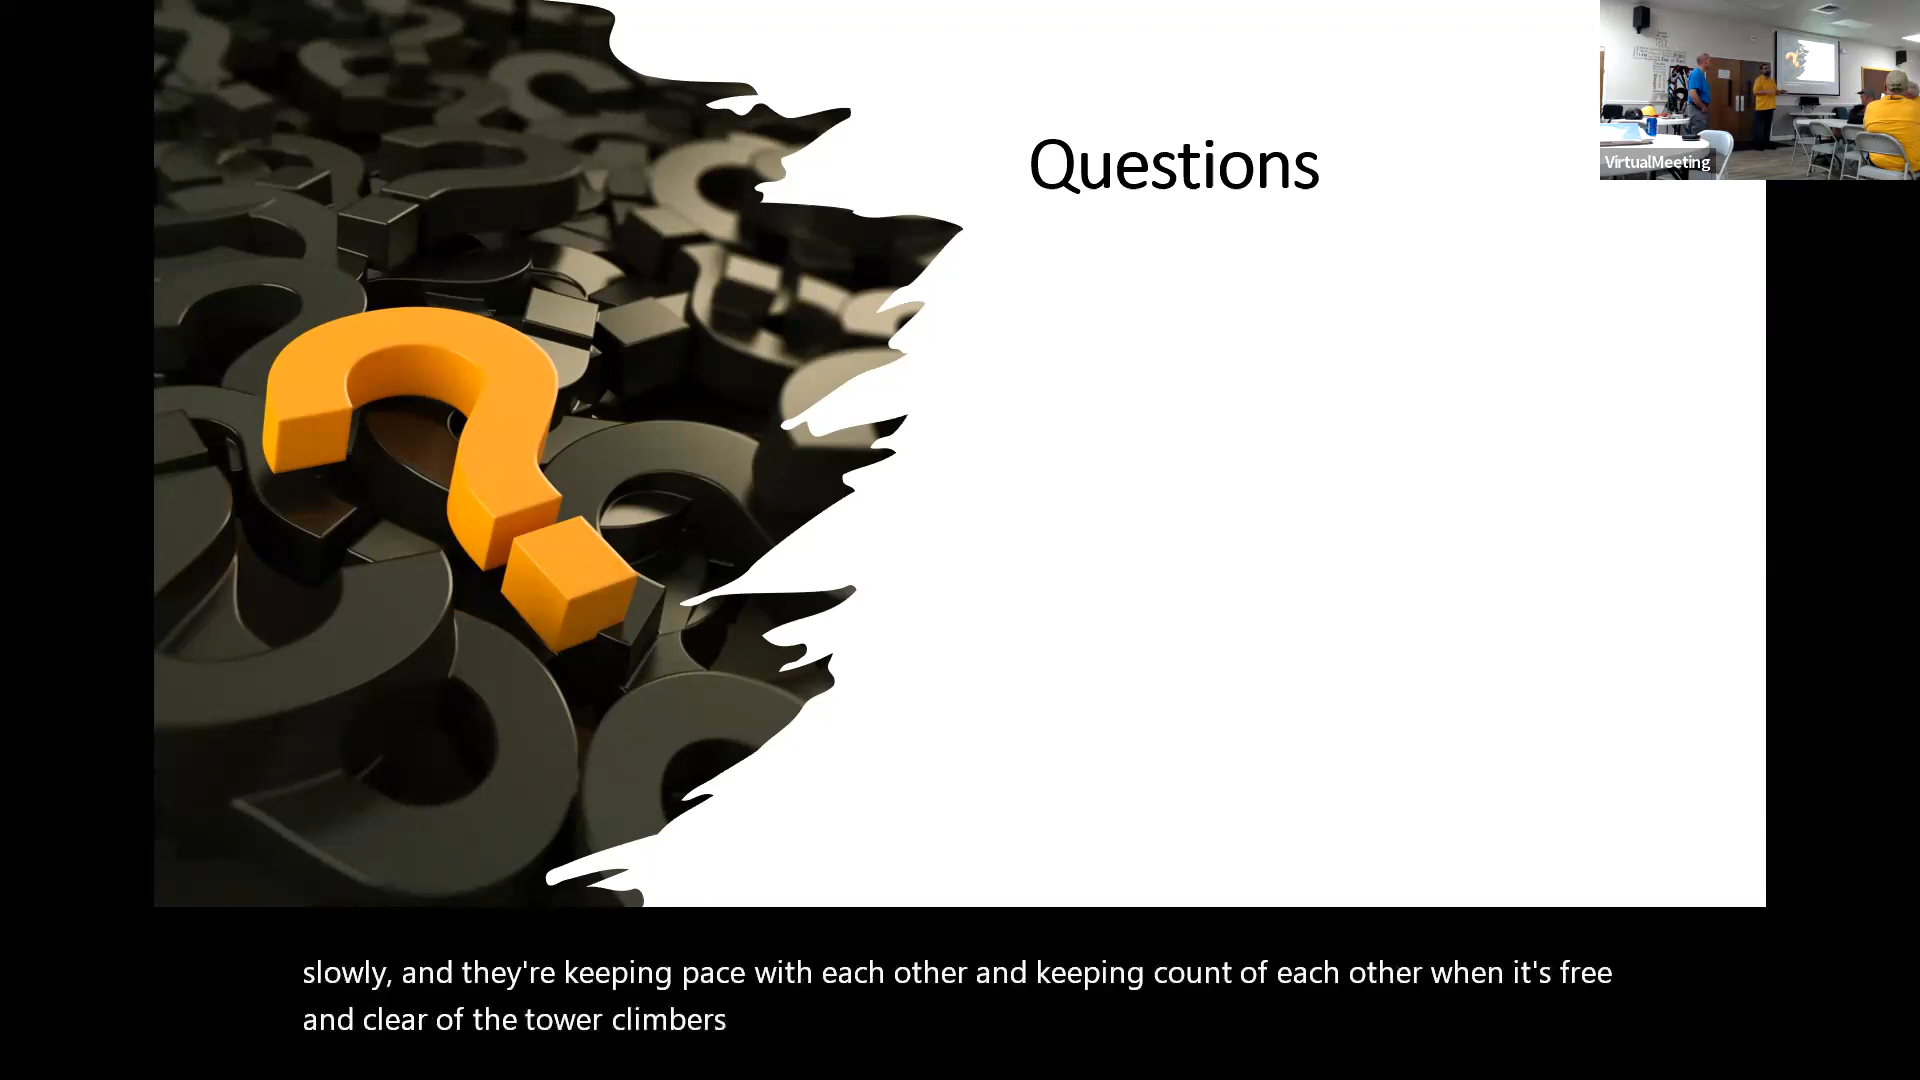 Questions
VirtualMeeting
slowly, and they're keeping pace with each other and keeping count of each other when it's free
and clear of the tower climbers